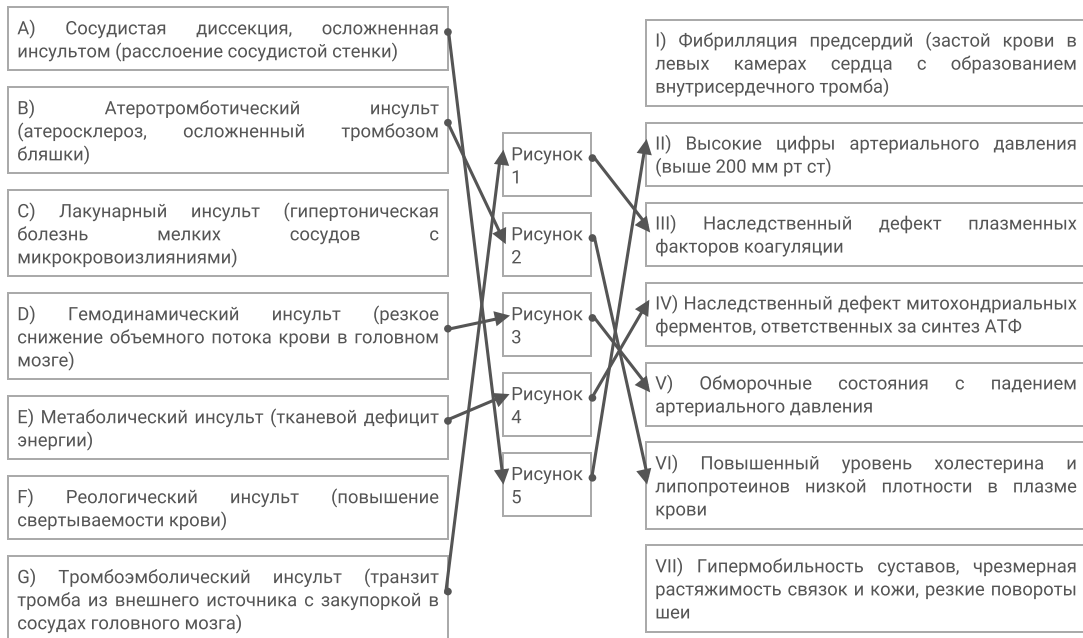 A) Сосудистая диссекция, осложненная
инсультом (расслоение сосудистой стенки)
B) Атеротромботический инсульт
(атеросклероз, осложненный тромбозом
бляшки)
C) Лакунарный инсульт (гипертоническая
болезнь мелких сосудов с
микрокровоизлияниями)
D) Гемодинамический инсульт (резкое
снижение объемного потока крови в головном
мозге)
E) Метаболический инсульт (тканевой дефицит
энергии)
F) Реологический инсульт (повышение
свертываемости крови)
G) Тромбоэмболический инсульт (транзит
тромба из внешнего источника с закупоркой в
сосудах головного мозга)
Рисунок
1
Рисунок
2
Рисунок
3
Рисунок
4
Рисунок
5
I) Фибрилляция предсердий (застой крови в
левых камерах сердца с образованием
внутрисердечного тромба)
II) Высокие цифры артериального давления
(выше 200 мм рт ст)
III) Наследственный дефект плазменных
факторов коагуляции
IV) Наследственный дефект митохондриальных
ферментов, ответственных за синтез АТФ
V) Обморочные состояния с падением
артериального давления
VI) Повышенный уровень холестерина и
липопротеинов низкой плотности в плазме
крови
VII) Гипермобильность суставов, чрезмерная
растяжимость связок и кожи, резкие повороты
шеи